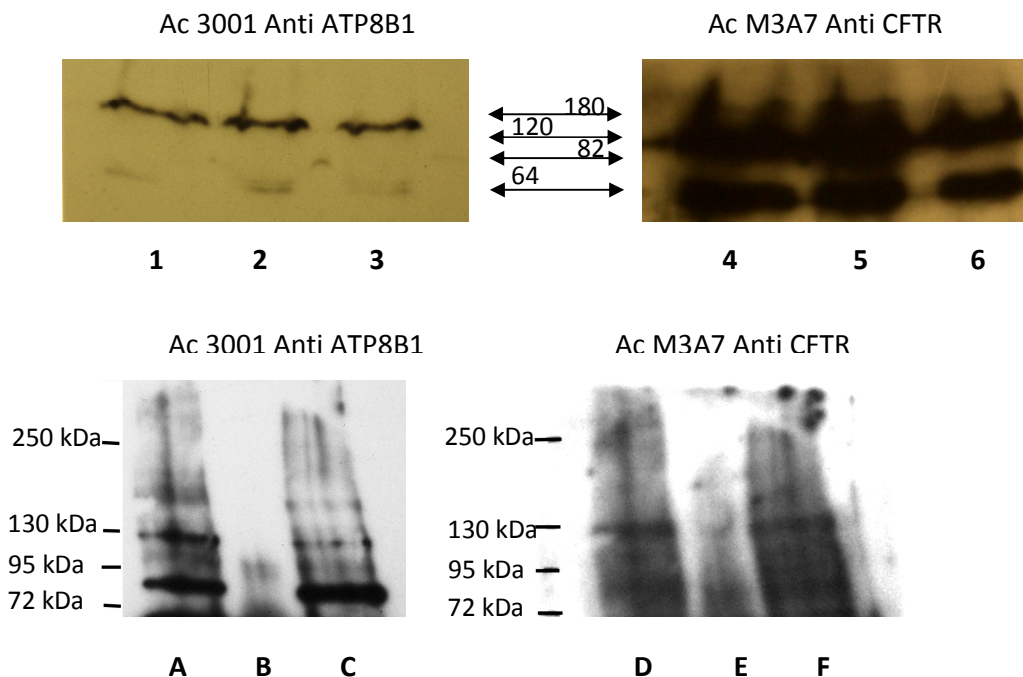 Ac 3001 Anti ATP8B1
Ac M3A7 Anti CFTR
180
120
82
64
1 2 3
4 5 6
Ac 3001 Anti ATP8B1
Ac M3A7 Anti CFTR
250 kDa
130 kDa
95 kDa
72 kDa
A B C
250 kDa
130 kDa
95 kDa
72 kDa
D E F